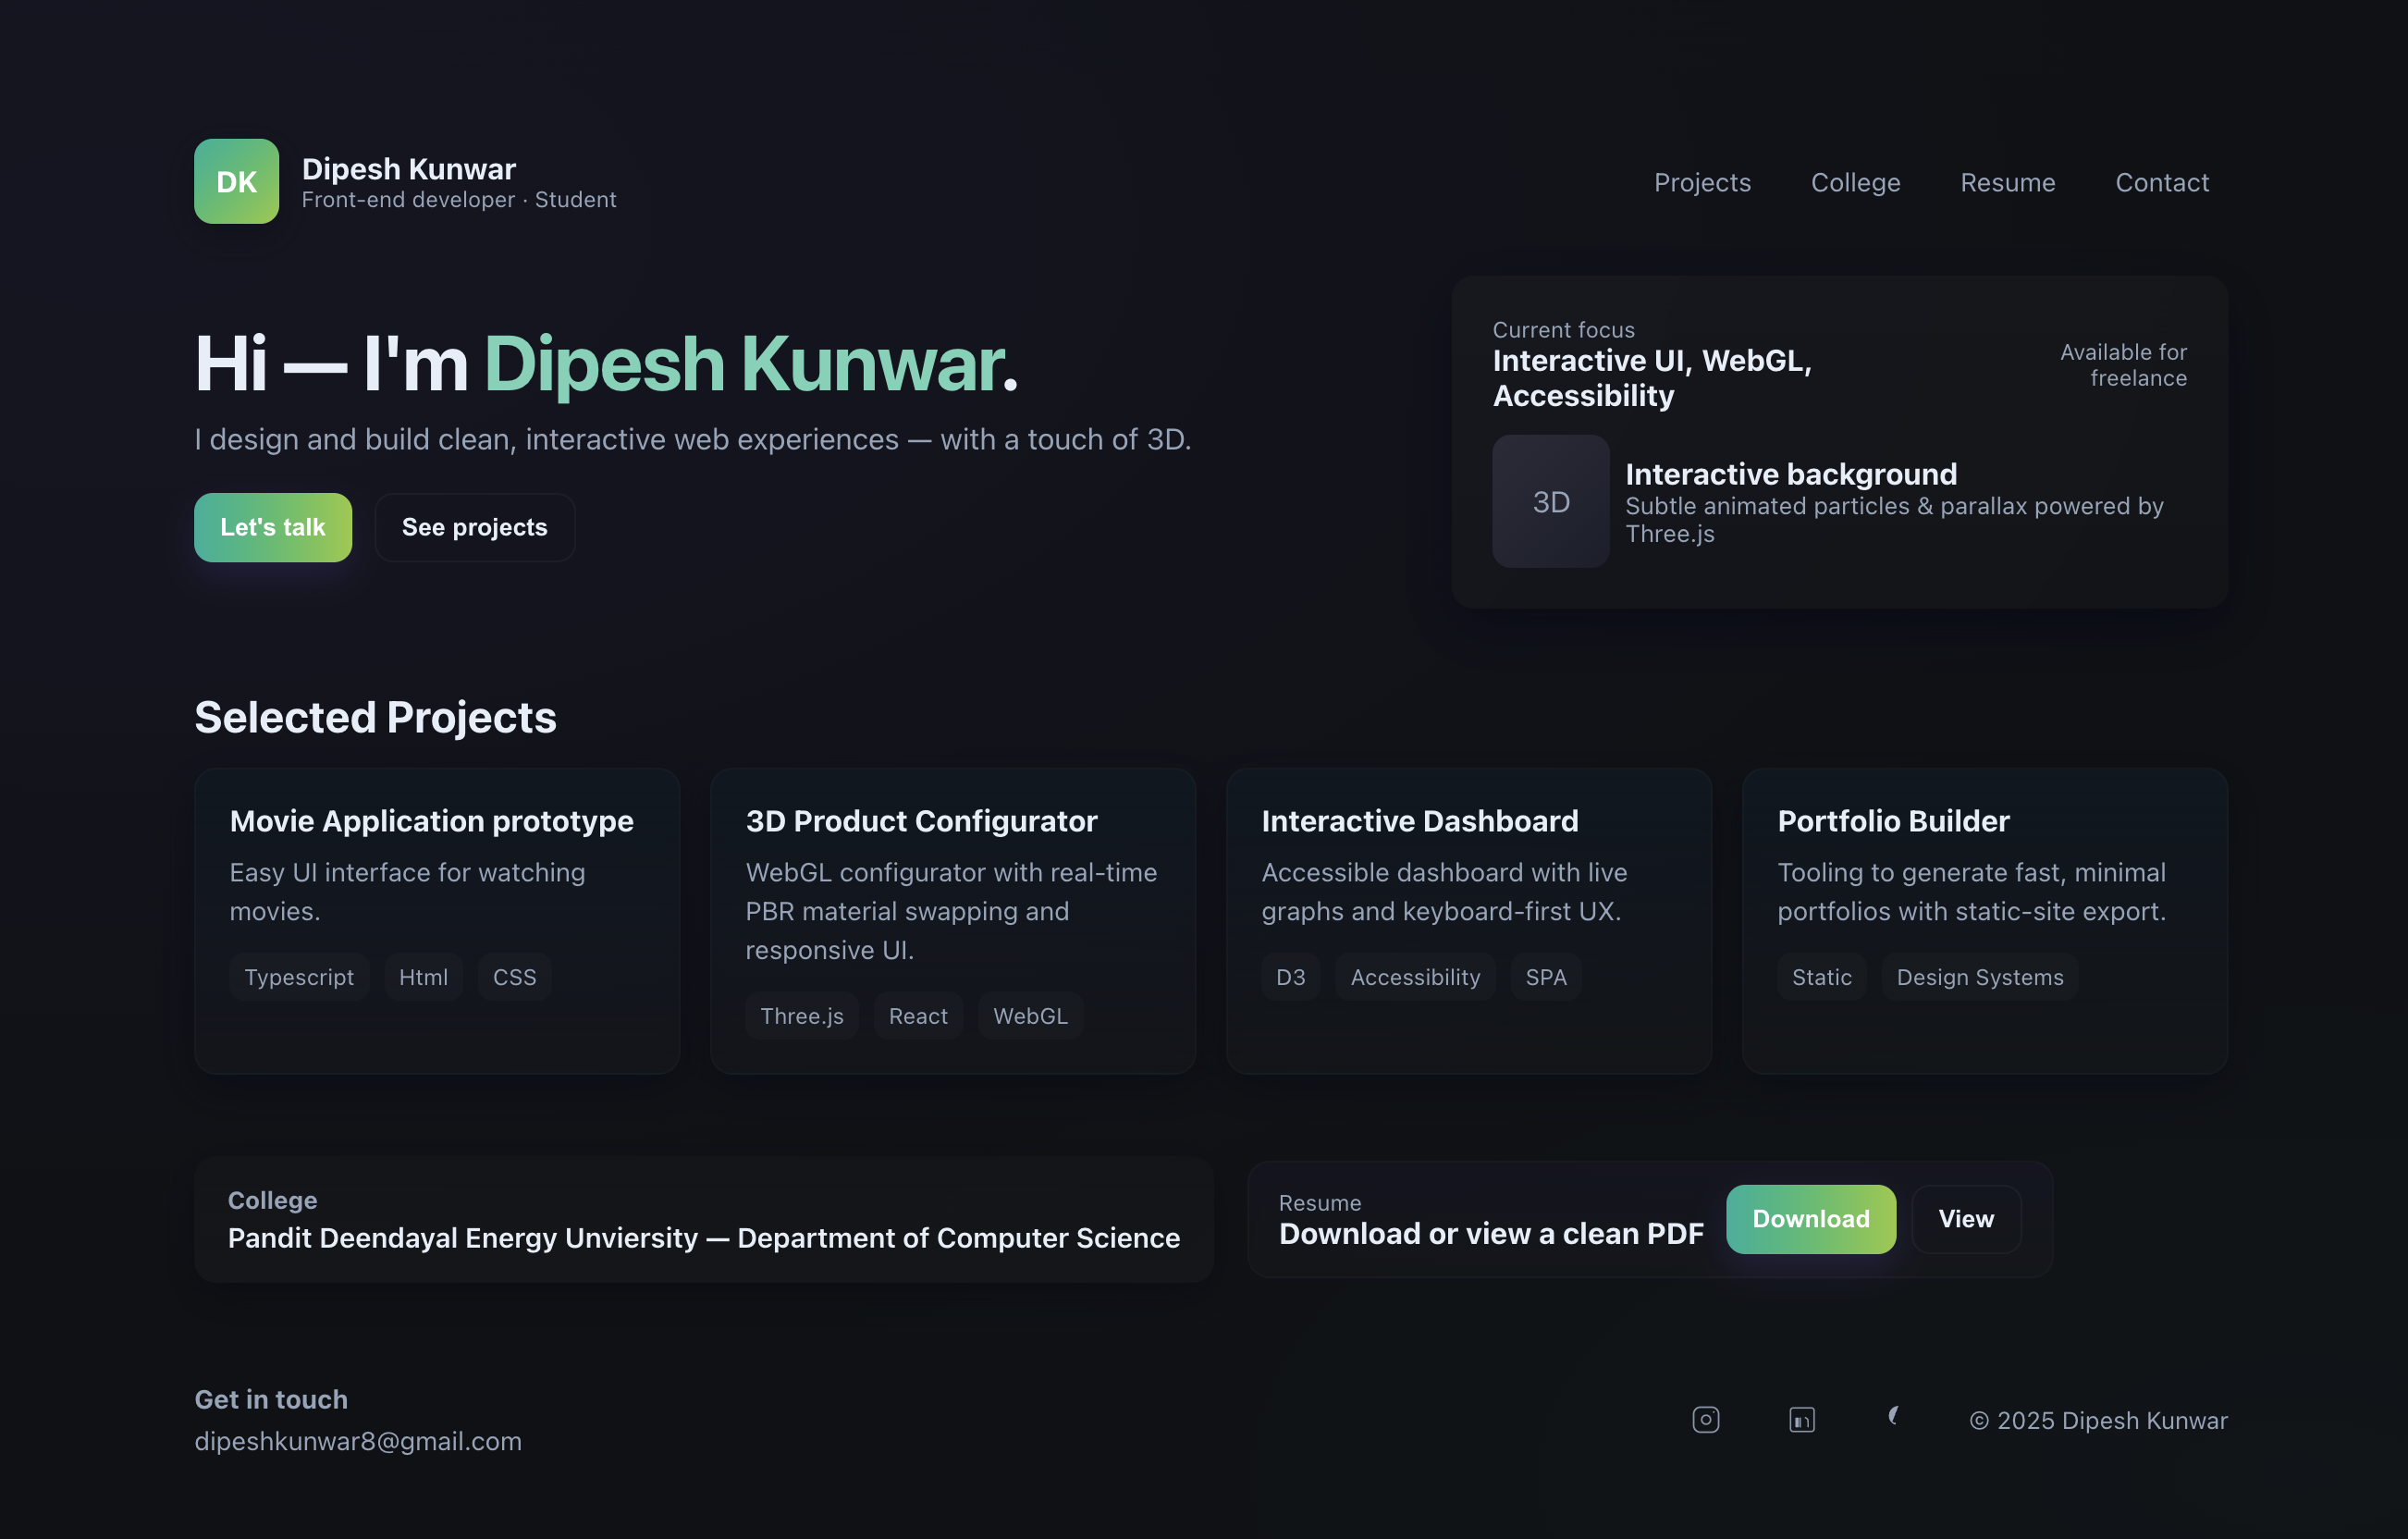 DK
Dipesh Kunwar
Front-end developer · Student
Projects
College
Resume
Contact
Hi — I'm Dipesh Kunwar.
I design and build clean, interactive web experiences — with a touch of 3D.
Let's talk
See projects
Current focus
Interactive UI, WebGL,
Accessibility
Available for
freelance
3D
Interactive background
Subtle animated particles & parallax powered by
Three.js
Selected Projects
Movie Application prototype
Easy UI interface for watching
movies.
Typescript
Html
CSS
3D Product Configurator
WebGL configurator with real-time
PBR material swapping and
responsive UI.
Three.js
React
WebGL
Interactive Dashboard
Accessible dashboard with live
graphs and keyboard-first UX.
D3
Accessibility
SPA
Portfolio Builder
Tooling to generate fast, minimal
portfolios with static-site export.
Static
Design Systems
College
Pandit Deendayal Energy Unviersity — Department of Computer Science
Resume
Download or view a clean PDF
Download
View
Get in touch
dipeshkunwar8@gmail.com
© 2025 Dipesh Kunwar